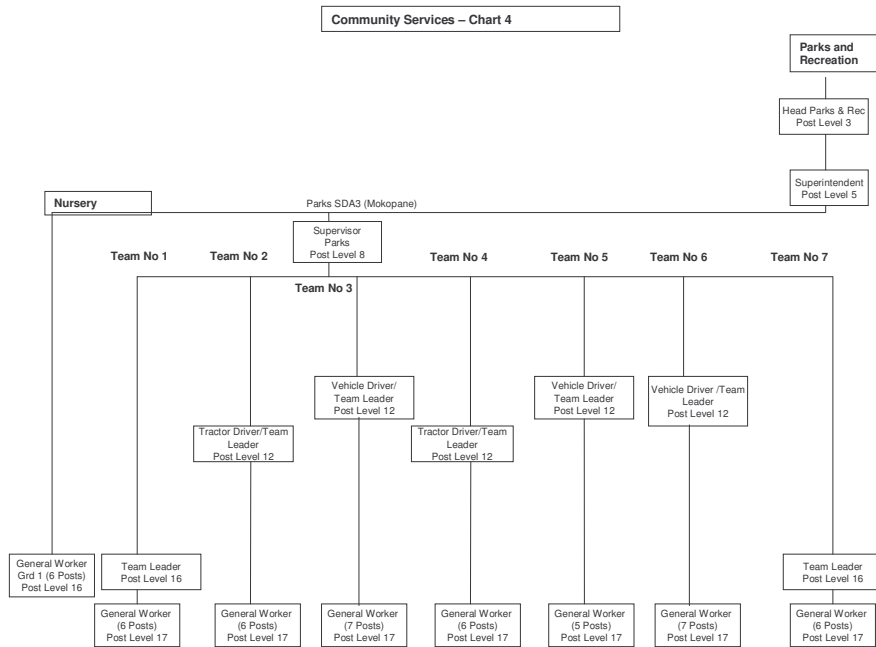 Community Services – Chart 4
Parks and
Recreation
Head Parks & Rec
Post Level 3
Superintendent
Post Level 5
Nursery
Parks SDA3 (Mokopane)
Supervisor
Parks
Post Level 8
Team No 1
Team No 2
Team No 3
Team No 4
Team No 5
Team No 6
Team No 7
Vehicle Driver/
Team Leader
Post Level 12
Vehicle Driver/
Team Leader
Post Level 12
Vehicle Driver /Team
Leader
Post Level 12
Tractor Driver/Team
Leader
Post Level 12
Tractor Driver/Team
Leader
Post Level 12
General Worker
Grd 1 (6 Posts)
Post Level 16
Team Leader
Post Level 16
Team Leader
Post Level 16
General Worker
(6 Posts)
Post Level 17
General Worker
(6 Posts)
Post Level 17
General Worker
(7 Posts)
Post Level 17
General Worker
(6 Posts)
Post Level 17
General Worker
(5 Posts)
Post Level 17
General Worker
(7 Posts)
Post Level 17
General Worker
(6 Posts)
Post Level 17